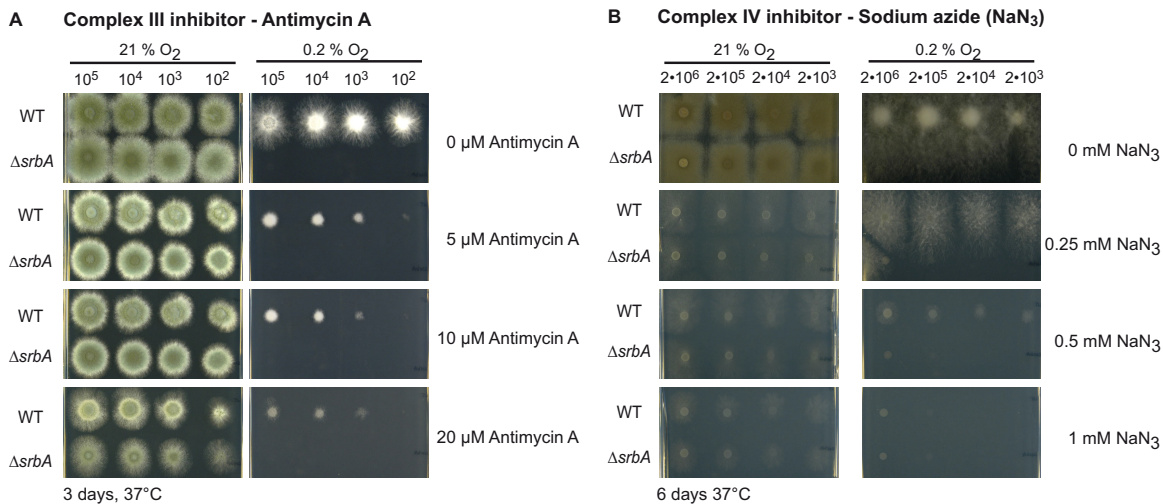 A Complex III inhibitor - Antimycin A
21 % O₂ 0.2 % O₂
10⁵ 10⁴ 10³ 10² 10⁵ 10⁴ 10³ 10²
WT
ΔsrbA
0 µM Antimycin A
WT
ΔsrbA
5 µM Antimycin A
WT
ΔsrbA
10 µM Antimycin A
WT
ΔsrbA
20 µM Antimycin A
3 days, 37°C
B Complex IV inhibitor - Sodium azide (NaN₃)
21 % O₂ 0.2 % O₂
2•10⁶ 2•10⁵ 2•10⁴ 2•10³ 2•10⁶ 2•10⁵ 2•10⁴ 2•10³
WT
ΔsrbA
0 mM NaN₃
WT
ΔsrbA
0.25 mM NaN₃
WT
ΔsrbA
0.5 mM NaN₃
WT
ΔsrbA
1 mM NaN₃
6 days 37°C